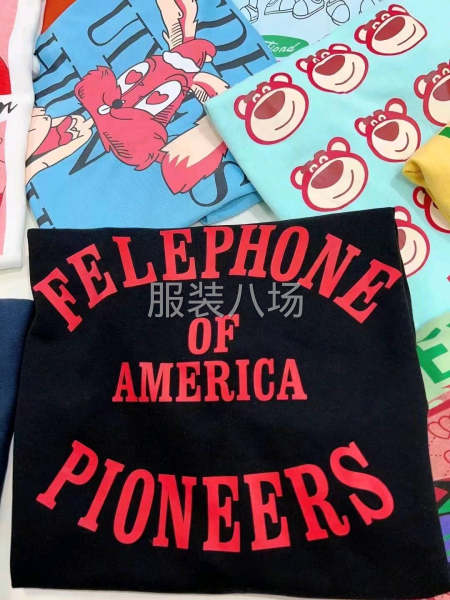 FELEPHONE
OF
AMERICA
PIONEERS
服装八场